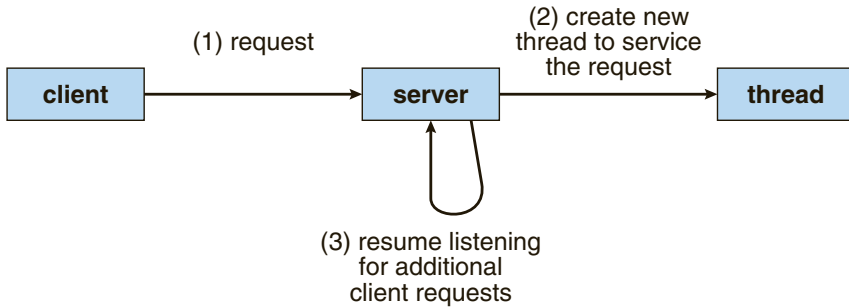 (1) request
(2) create new
thread to service
the request
client
server
thread
(3) resume listening
for additional
client requests